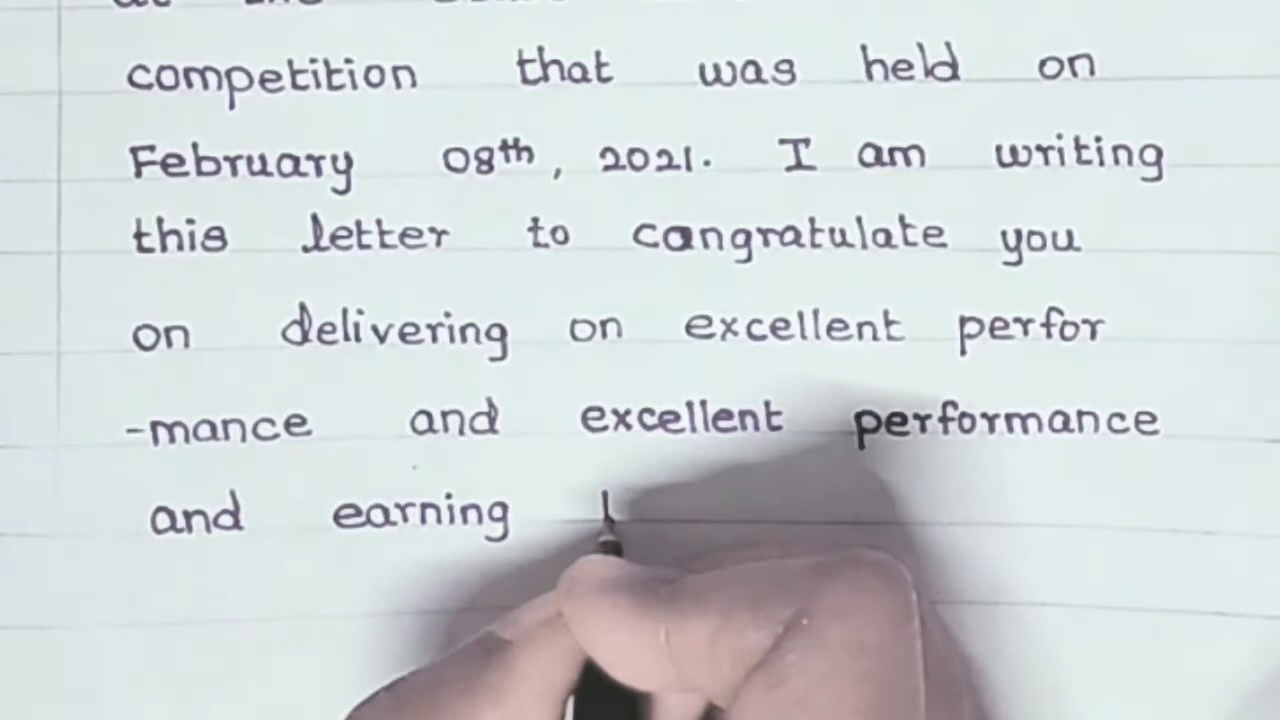 competition that was held on
February 08th, 2021. I am writing
this letter to congratulate you
on delivering on excellent perfor
-mance and excellent performance
and earning